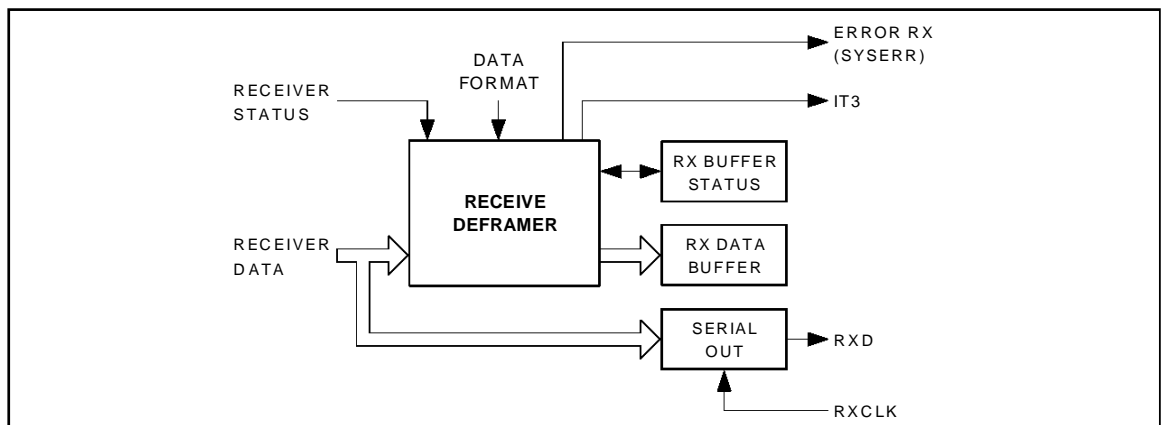 ERROR RX
(SYSERR)
DATA
FORMAT
RECEIVER
STATUS
IT3
RX BUFFER
STATUS
RECEIVE
DEFRAMER
RECEIVER
DATA
RX DATA
BUFFER
SERIAL
OUT
RXD
RXCLK